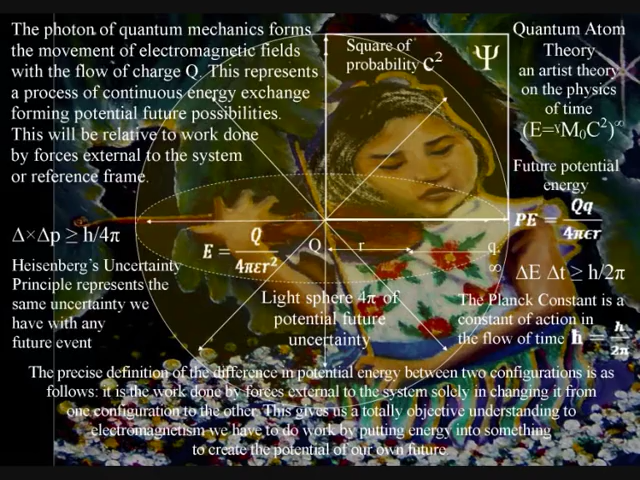 The photon of quantum mechanics forms
the movement of electromagnetic fields
with the flow of charge Q. This represents
a process of continuous energy exchange
forming potential future possibilities.
This will be relative to work done
by forces external to the system
or reference frame.
Square of
probability c²
Ψ
Quantum Atom
Theory
an artist theory
on the physics
of time
(E=ˠM₀C²)∞
Future potential
energy
PE = Qq/4πεr
Δ×Δp ≥ h/4π
E = Q/4πεr²
Q r q
∞
Heisenberg's Uncertainty
Principle represents the
same uncertainty we
have with any
future event
Light sphere 4π of
potential future
uncertainty
ΔE Δt ≥ h/2π
The Planck Constant is a
constant of action in
the flow of time ħ = h/2π
The precise definition of the difference in potential energy between two configurations is as
follows: it is the work done by forces external to the system solely in changing it from
one configuration to the other. This gives us a totally objective understanding to
electromagnetism we have to do work by putting energy into something
to create the potential of our own future